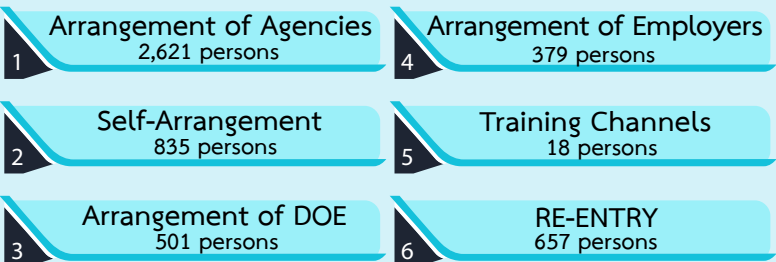 1
Arrangement of Agencies
2,621 persons
2
Self-Arrangement
835 persons
3
Arrangement of DOE
501 persons
4
Arrangement of Employers
379 persons
5
Training Channels
18 persons
6
RE-ENTRY
657 persons